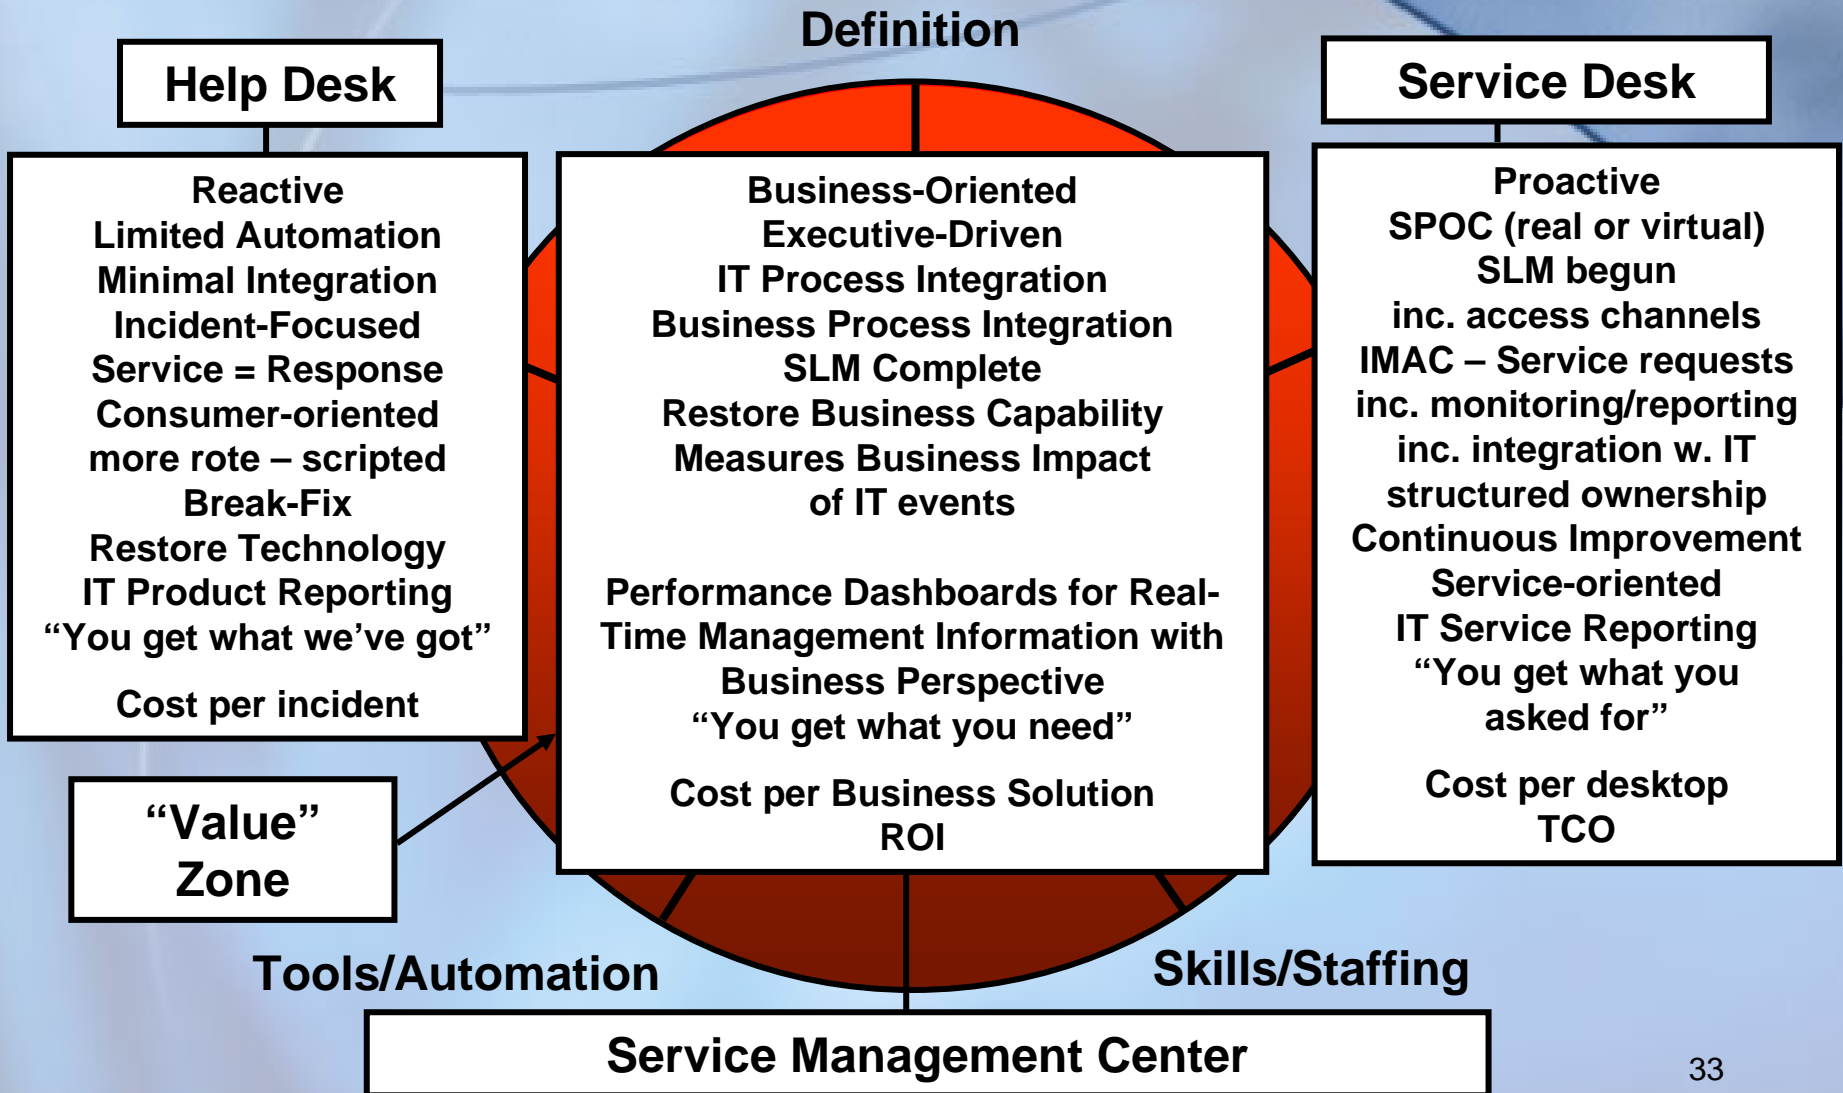 Definition
Help Desk
Reactive
Limited Automation
Minimal Integration
Incident-Focused
Service = Response
Consumer-oriented
more rote – scripted
Break-Fix
Restore Technology
IT Product Reporting
“You get what we’ve got”
Cost per incident
Business-Oriented
Executive-Driven
IT Process Integration
Business Process Integration
SLM Complete
Restore Business Capability
Measures Business Impact
of IT events
Performance Dashboards for Real-
Time Management Information with
Business Perspective
“You get what you need”
Cost per Business Solution
ROI
Service Desk
Proactive
SPOC (real or virtual)
SLM begun
inc. access channels
IMAC – Service requests
inc. monitoring/reporting
inc. integration w. IT
structured ownership
Continuous Improvement
Service-oriented
IT Service Reporting
“You get what you
asked for”
Cost per desktop
TCO
“Value”
Zone
Tools/Automation
Skills/Staffing
Service Management Center
33